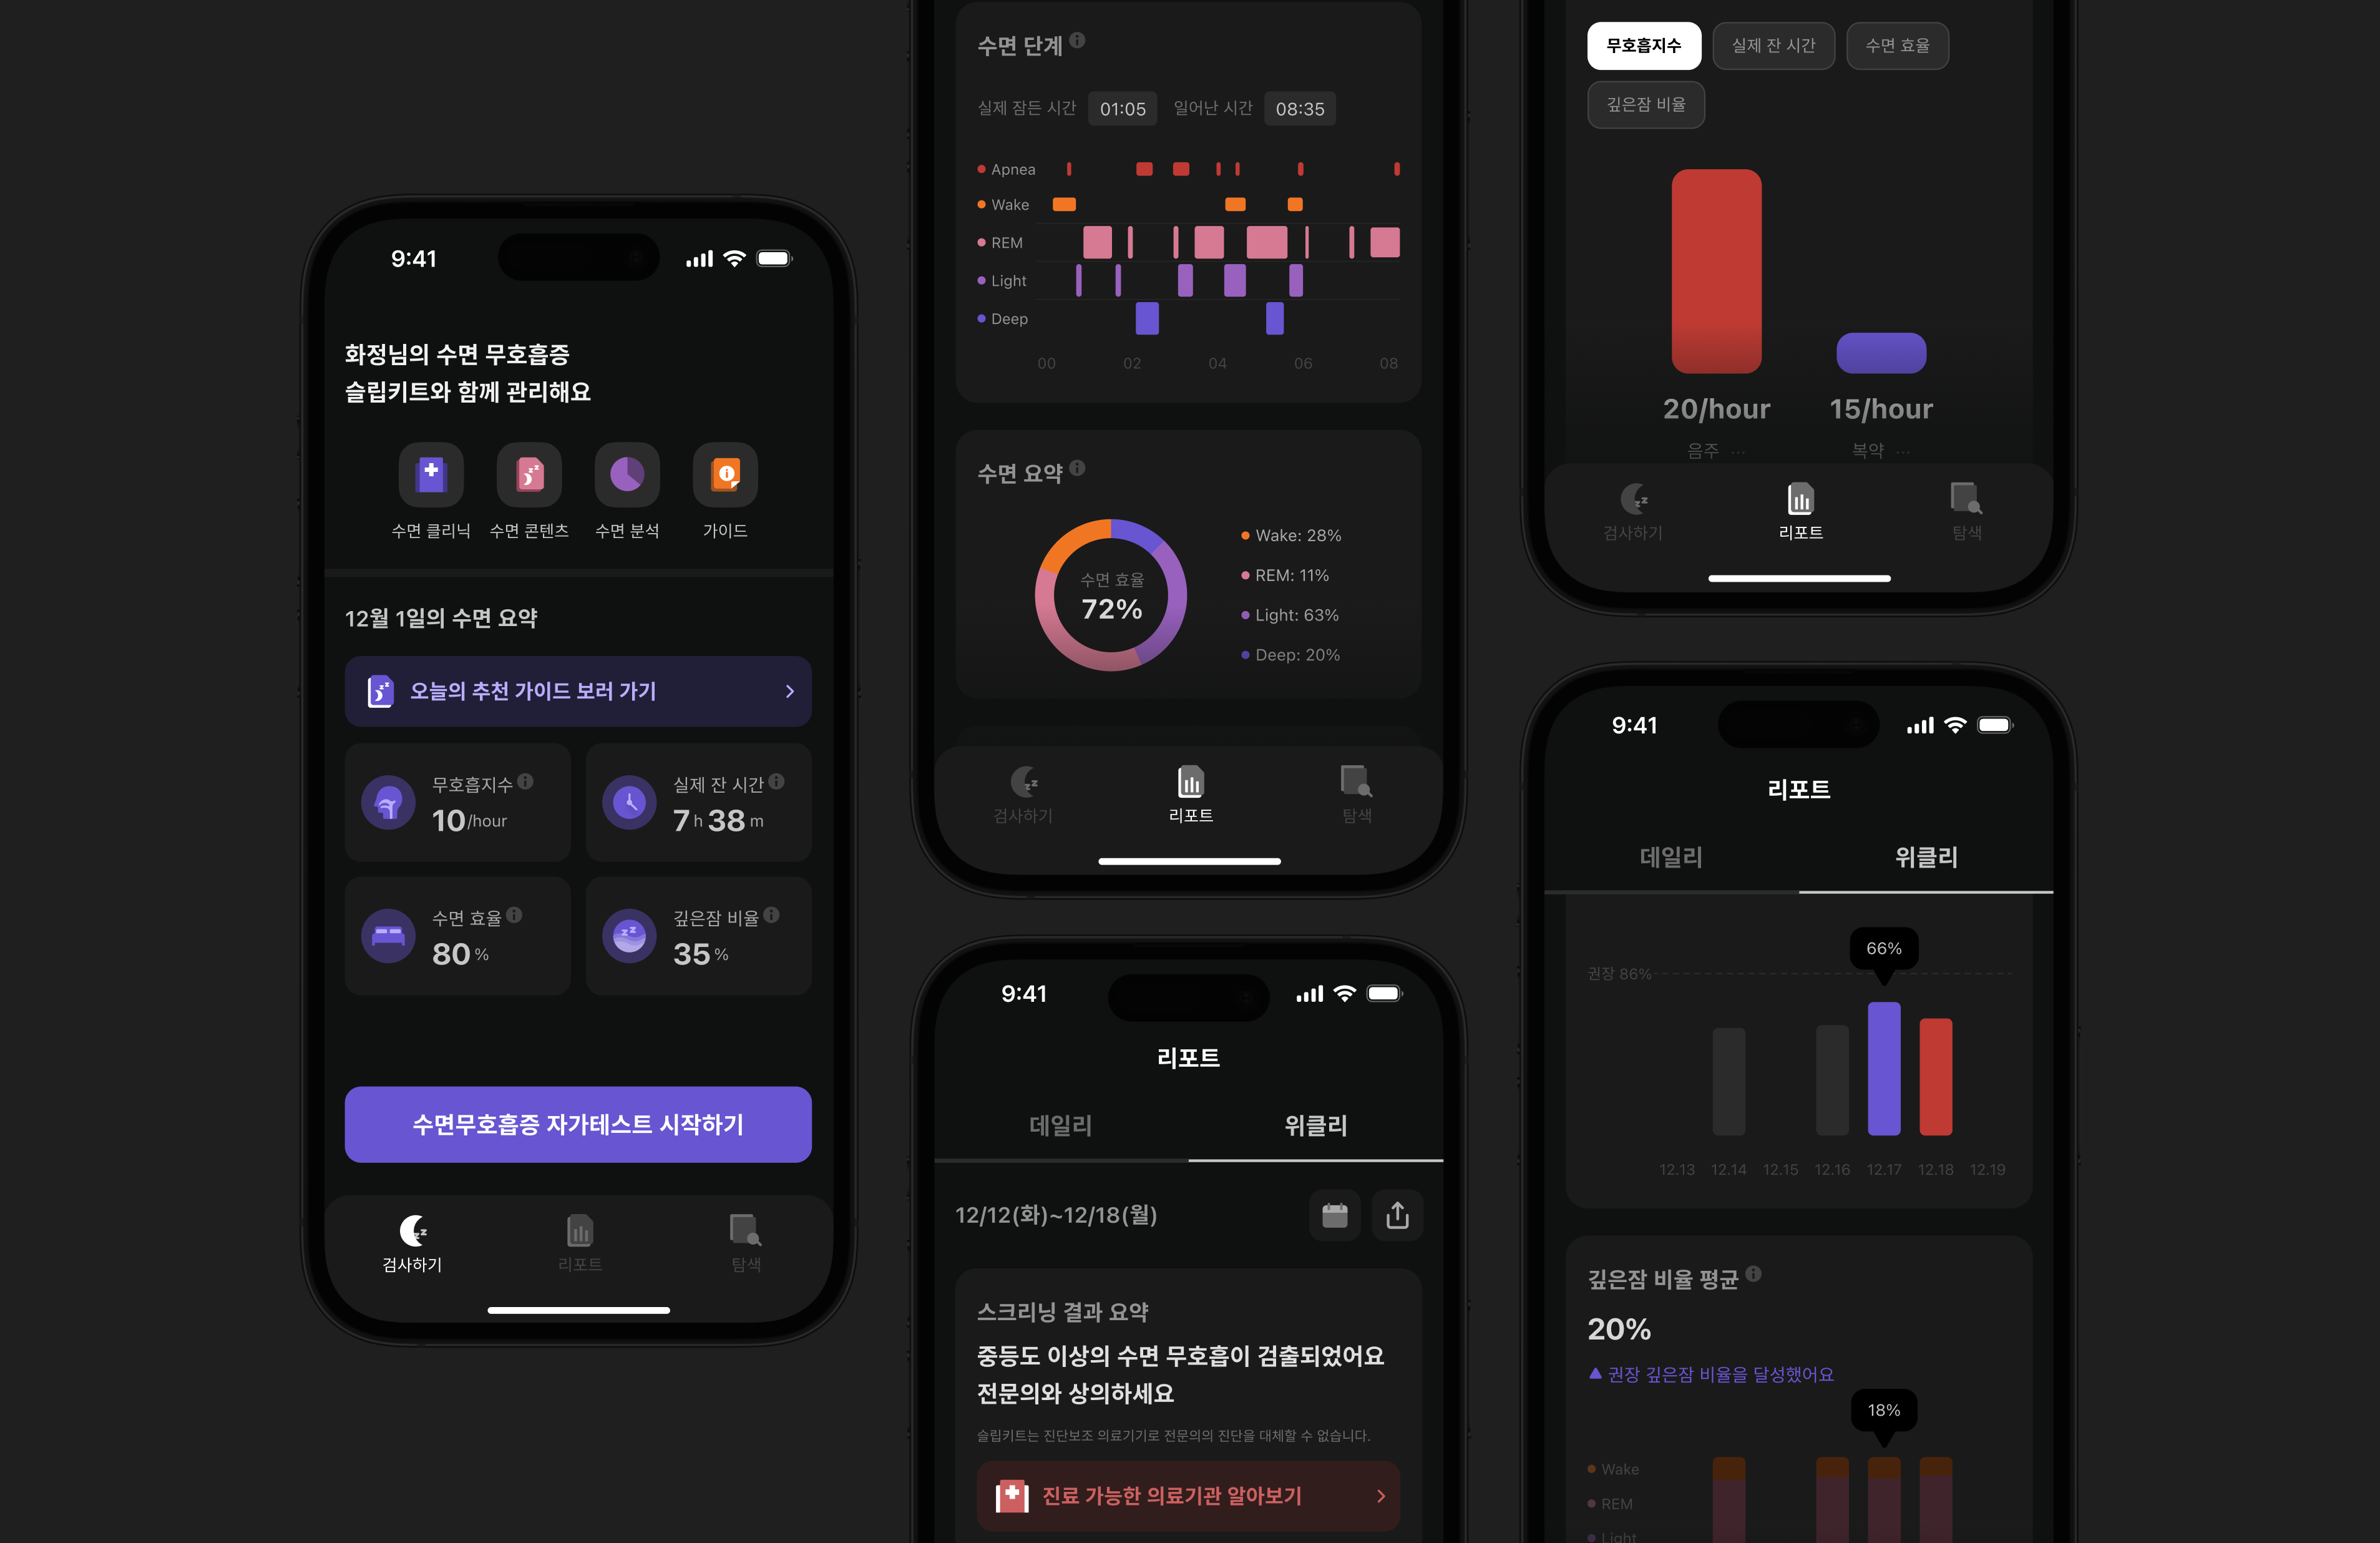 9:41
화정님의 수면 무호흡증
슬립키트와 함께 관리해요
수면 클리닉 수면 콘텐츠 수면 분석 가이드
12월 1일의 수면 요약
오늘의 추천 가이드 보러 가기
무호흡지수
10/hour
실제 잔 시간
7 h 38 m
수면 효율
80 %
깊은잠 비율
35 %
수면무호흡증 자가테스트 시작하기
검사하기 리포트 탐색
수면 단계
실제 잠든 시간 01:05 일어난 시간 08:35
Apnea
Wake
REM
Light
Deep
00 02 04 06 08
수면 요약
수면 효율
72%
Wake: 28%
REM: 11%
Light: 63%
Deep: 20%
검사하기 리포트 탐색
9:41
리포트
데일리 위클리
12/12(화)~12/18(월)
스크리닝 결과 요약
중등도 이상의 수면 무호흡이 검출되었어요
전문의와 상의하세요
슬립키트는 진단보조 의료기기로 전문의의 진단을 대체할 수 없습니다.
진료 가능한 의료기관 알아보기
무호흡지수 실제 잔 시간 수면 효율
깊은잠 비율
20/hour 15/hour
음주 ··· 복약 ···
검사하기 리포트 탐색
9:41
리포트
데일리 위클리
66%
권장 86%
12.13 12.14 12.15 12.16 12.17 12.18 12.19
깊은잠 비율 평균
20%
권장 깊은잠 비율을 달성했어요
18%
Wake
REM
Light